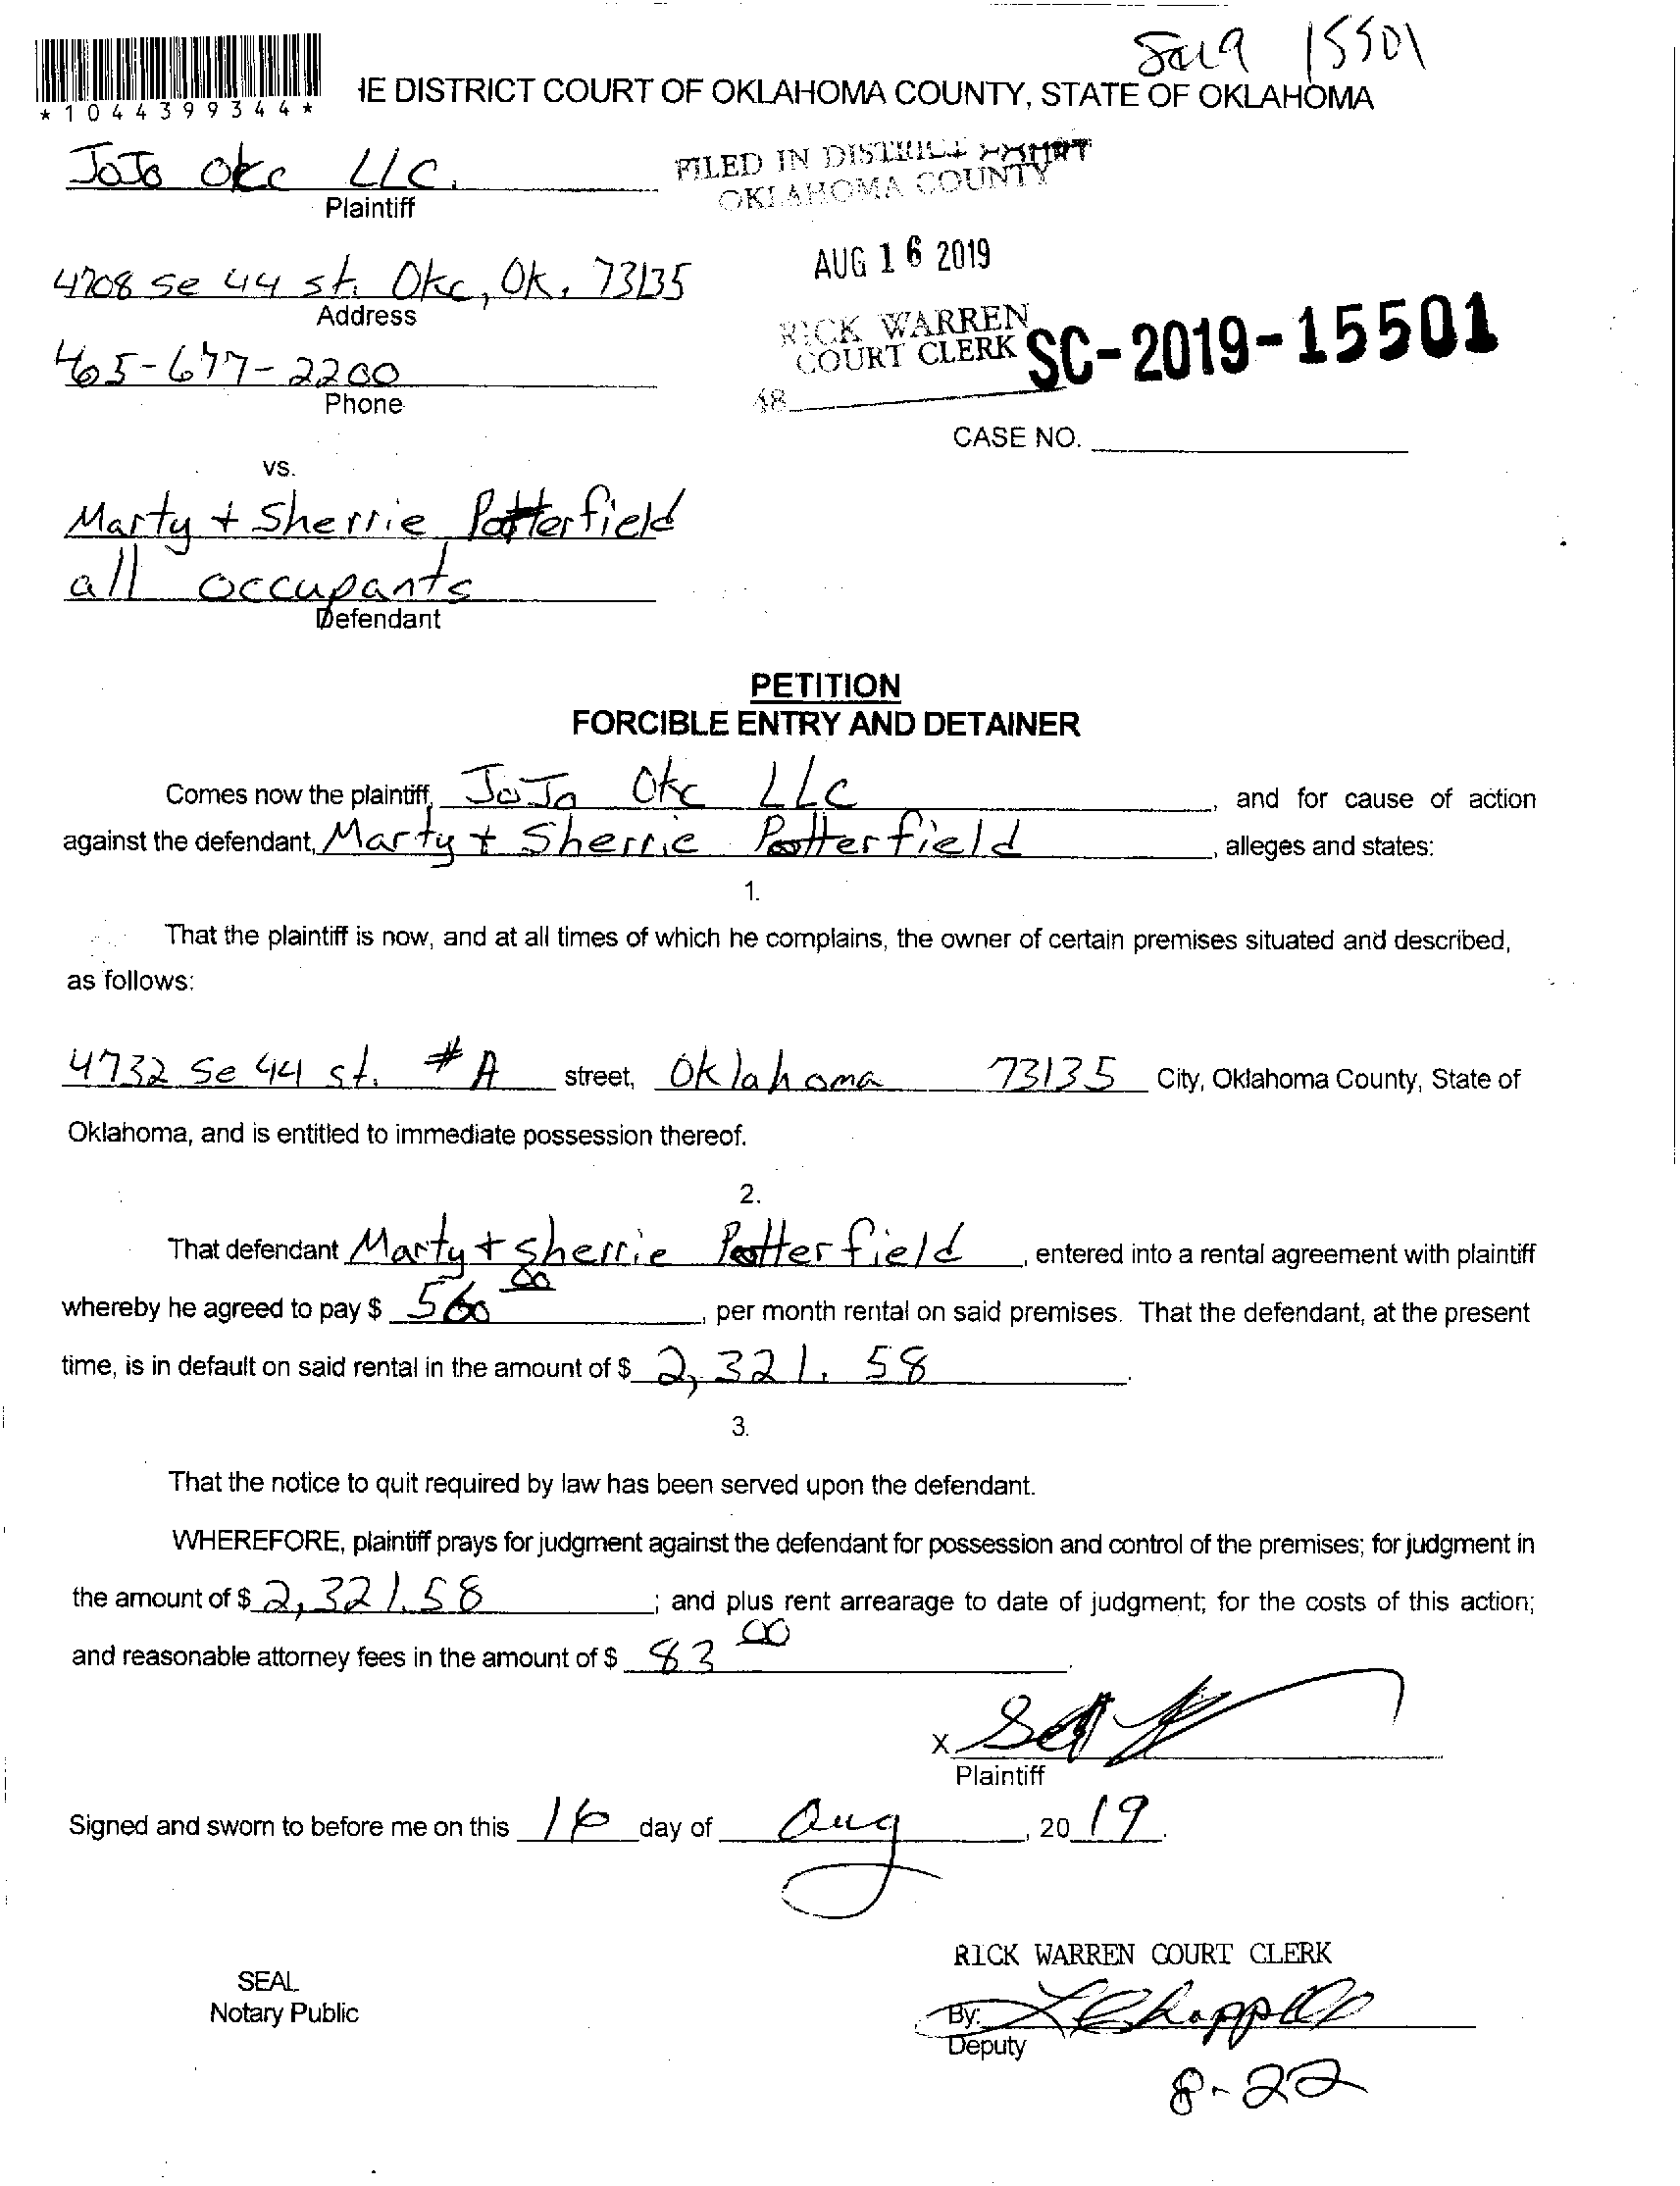 15501
*1044399344*
IE DISTRICT COURT OF OKLAHOMA COUNTY, STATE OF OKLAHOMA
JoJo Okc LLC.
Plaintiff
FILED IN DISTRICT COURT
OKLAHOMA COUNTY
4708 Se 44 st. Okc, Ok. 73135
Address
AUG 16 2019
405-677-2200
Phone
RICK WARREN
COURT CLERK
SC-2019-15501
48
CASE NO.
VS.
Marty + Sherrie Potterfield
all occupants
Defendant
PETITION
FORCIBLE ENTRY AND DETAINER
Comes now the plaintiff, JoJo Okc LLC, and for cause of action
against the defendant, Marty + Sherrie Potterfield, alleges and states:
1.
That the plaintiff is now, and at all times of which he complains, the owner of certain premises situated and described,
as follows:
4732 Se 44 st. #A street, Oklahoma 73135 City, Oklahoma County, State of
Oklahoma, and is entitled to immediate possession thereof.
2.
That defendant Marty + Sherrie Potterfield, entered into a rental agreement with plaintiff
whereby he agreed to pay $ 560 00, per month rental on said premises. That the defendant, at the present
time, is in default on said rental in the amount of $ 2,321.58.
3.
That the notice to quit required by law has been served upon the defendant.
WHEREFORE, plaintiff prays for judgment against the defendant for possession and control of the premises; for judgment in
the amount of $ 2,321.58; and plus rent arrearage to date of judgment; for the costs of this action;
and reasonable attorney fees in the amount of $ 83 00.
X
Plaintiff
Signed and sworn to before me on this 16 day of Aug, 2019.
RICK WARREN COURT CLERK
SEAL
Notary Public
By:
Deputy
8-22